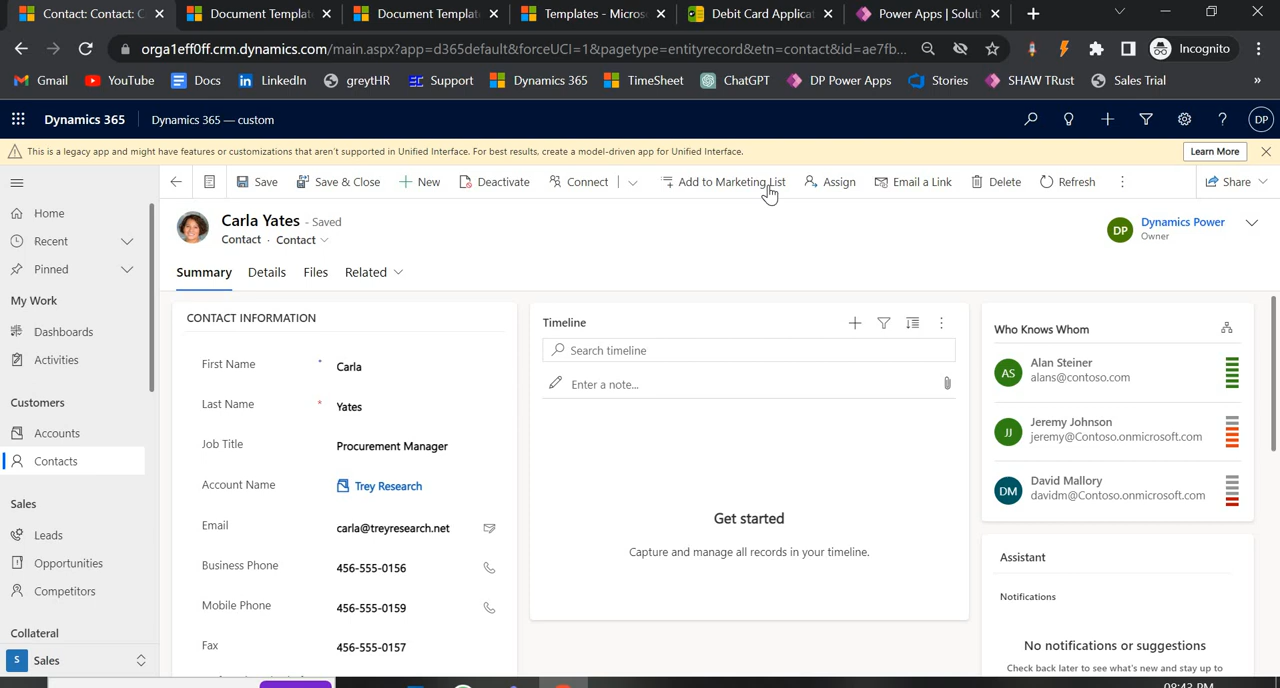 Contact: Contact: C
Document Templat
Document Templat
Templates - Micros
Debit Card Applicat
Power Apps | Soluti
orga1eff0ff.crm.dynamics.com/main.aspx?app=d365default&forceUCI=1&pagetype=entityrecord&etn=contact&id=ae7fb...
Incognito
Gmail
YouTube
Docs
LinkedIn
greytHR
Support
Dynamics 365
TimeSheet
ChatGPT
DP Power Apps
Stories
SHAW TRust
Sales Trial
Dynamics 365
Dynamics 365 — custom
DP
This is a legacy app and might have features or customizations that aren't supported in Unified Interface. For best results, create a model-driven app for Unified Interface.
Learn More
Save
Save & Close
New
Deactivate
Connect
Add to Marketing List
Assign
Email a Link
Delete
Refresh
Share
Home
Recent
Pinned
My Work
Dashboards
Activities
Customers
Accounts
Contacts
Sales
Leads
Opportunities
Competitors
Collateral
S Sales
Carla Yates - Saved
Contact · Contact
DP
Dynamics Power
Owner
Summary
Details
Files
Related
CONTACT INFORMATION
First Name * Carla
Last Name * Yates
Job Title Procurement Manager
Account Name Trey Research
Email carla@treyresearch.net
Business Phone 456-555-0156
Mobile Phone 456-555-0159
Fax 456-555-0157
Timeline
Search timeline
Enter a note...
Get started
Capture and manage all records in your timeline.
Who Knows Whom
AS
Alan Steiner
alans@contoso.com
JJ
Jeremy Johnson
jeremy@Contoso.onmicrosoft.com
DM
David Mallory
davidm@Contoso.onmicrosoft.com
Assistant
Notifications
No notifications or suggestions
Check back later to see what's new and stay up to
08:43 PM